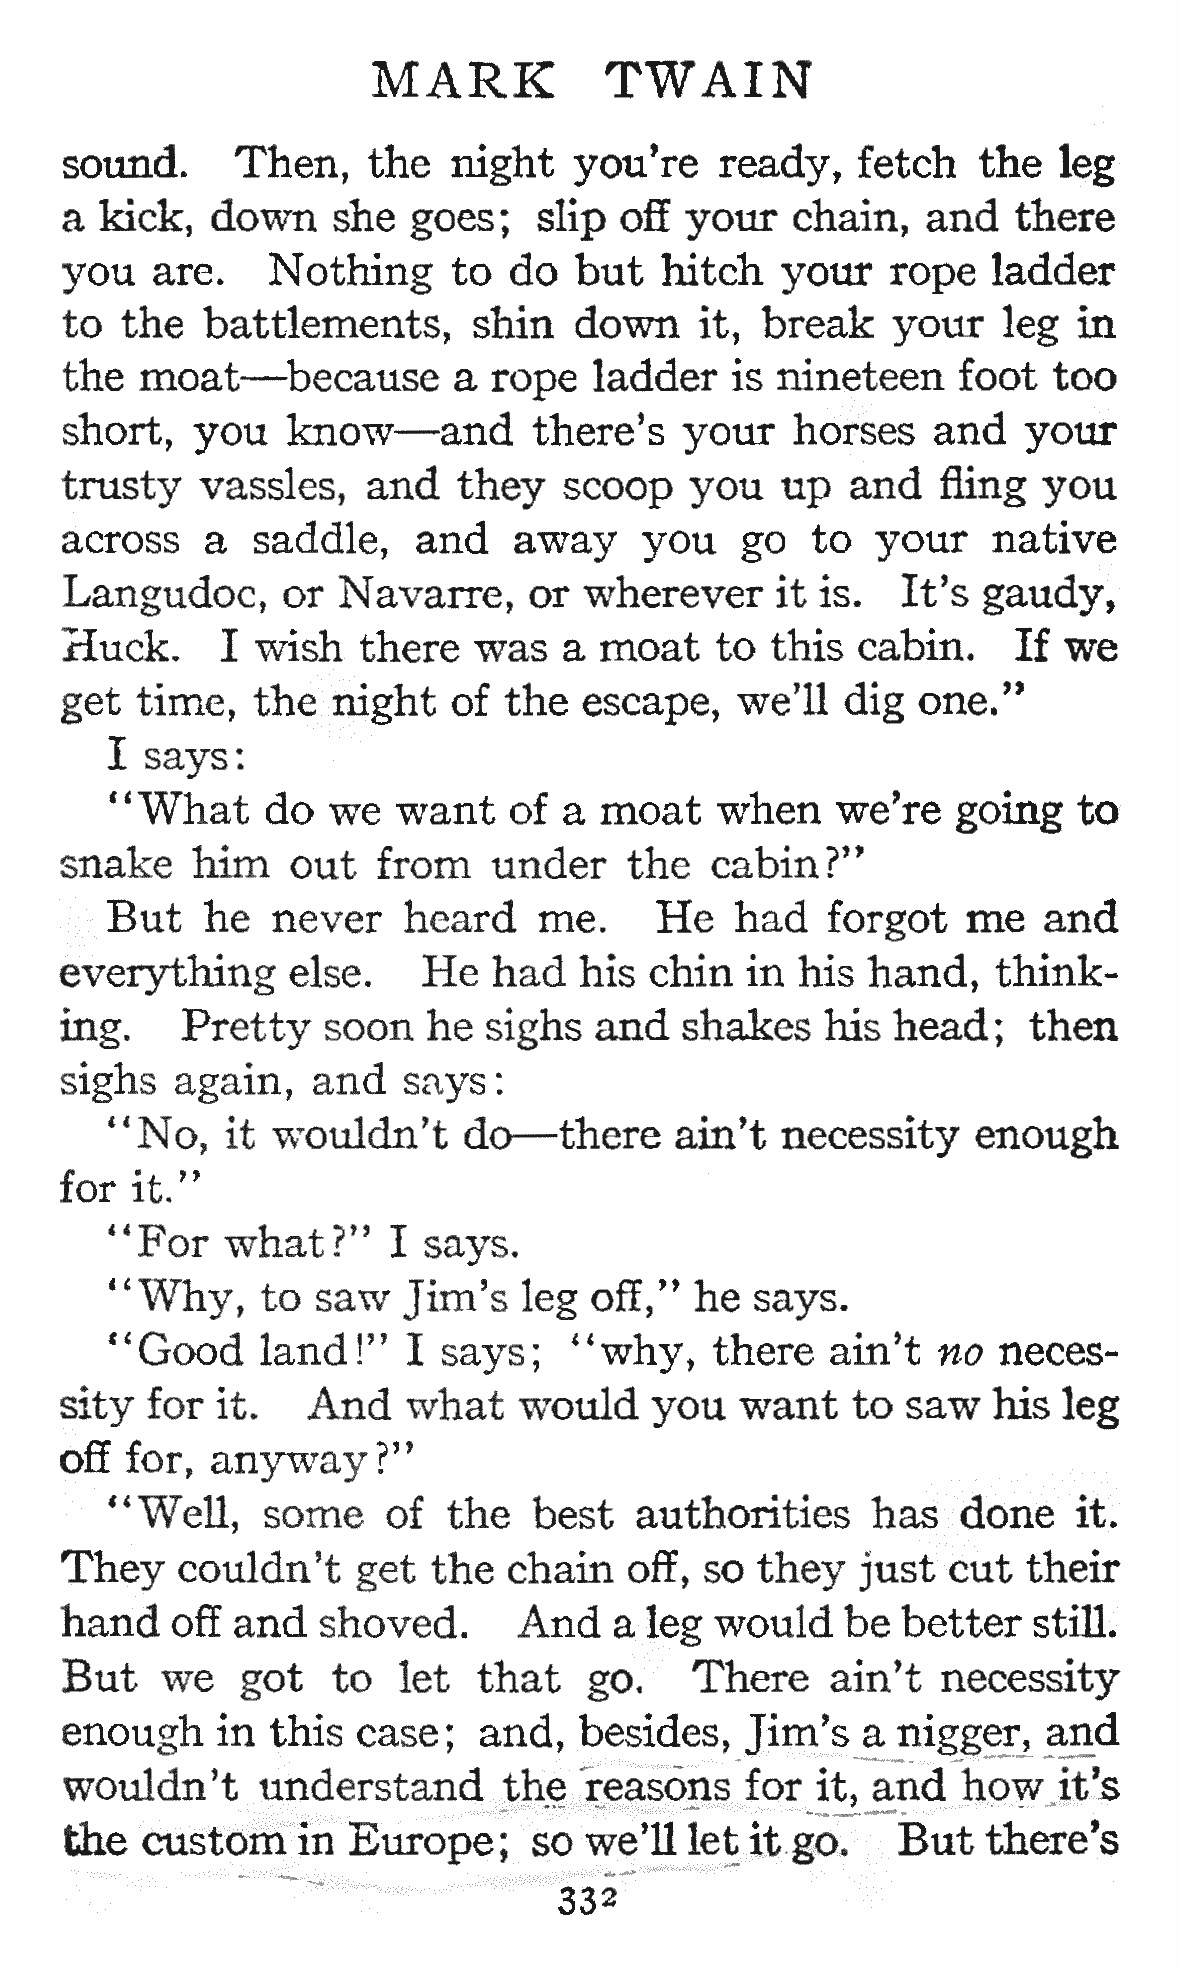 MARK TWAIN
sound. Then, the night you're ready, fetch the leg
a kick, down she goes; slip off your chain, and there
you are. Nothing to do but hitch your rope ladder
to the battlements, shin down it, break your leg in
the moat—because a rope ladder is nineteen foot too
short, you know—and there's your horses and your
trusty vassles, and they scoop you up and fling you
across a saddle, and away you go to your native
Langudoc, or Navarre, or wherever it is. It's gaudy,
Huck. I wish there was a moat to this cabin. If we
get time, the night of the escape, we'll dig one."
I says:
"What do we want of a moat when we're going to
snake him out from under the cabin?"
But he never heard me. He had forgot me and
everything else. He had his chin in his hand, think-
ing. Pretty soon he sighs and shakes his head; then
sighs again, and says:
"No, it wouldn't do—there ain't necessity enough
for it."
"For what?" I says.
"Why, to saw Jim's leg off," he says.
"Good land!" I says; "why, there ain't no neces-
sity for it. And what would you want to saw his leg
off for, anyway?"
"Well, some of the best authorities has done it.
They couldn't get the chain off, so they just cut their
hand off and shoved. And a leg would be better still.
But we got to let that go. There ain't necessity
enough in this case; and, besides, Jim's a nigger, and
wouldn't understand the reasons for it, and how it's
the custom in Europe; so we'll let it go. But there's
332